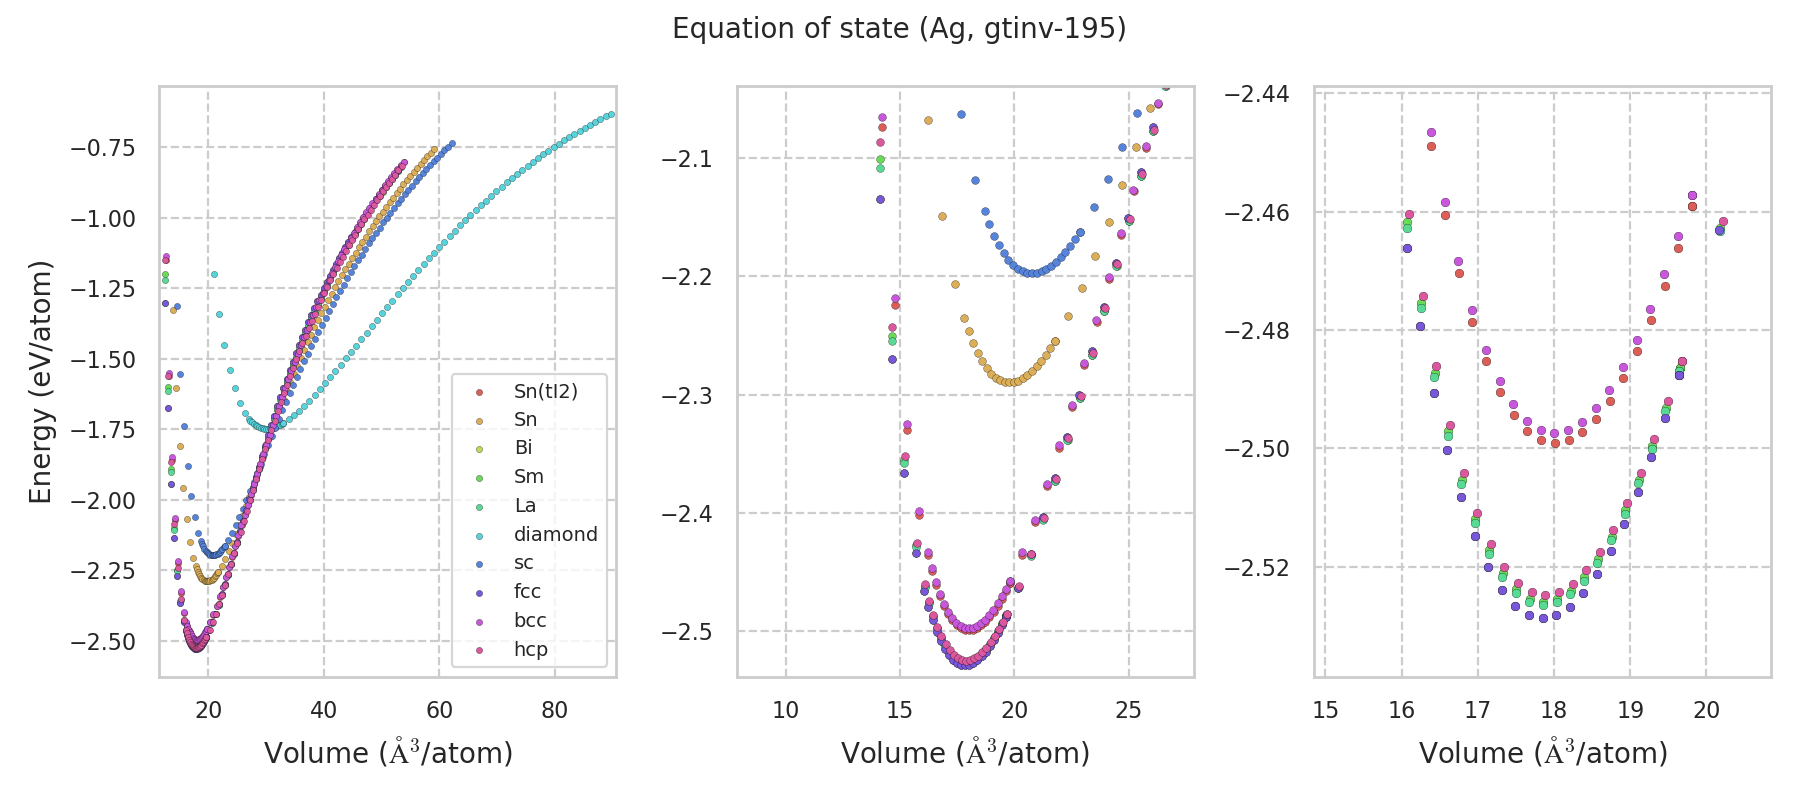 Equation of state (Ag, gtinv-195)
Energy (eV/atom)
−0.75
−1.00
−1.25
−1.50
−1.75
−2.00
−2.25
−2.50
20
40
60
80
Volume (Å³/atom)
Sn(tI2)
Sn
Bi
Sm
La
diamond
sc
fcc
bcc
hcp
−2.1
−2.2
−2.3
−2.4
−2.5
10
15
20
25
Volume (Å³/atom)
−2.44
−2.46
−2.48
−2.50
−2.52
15
16
17
18
19
20
Volume (Å³/atom)